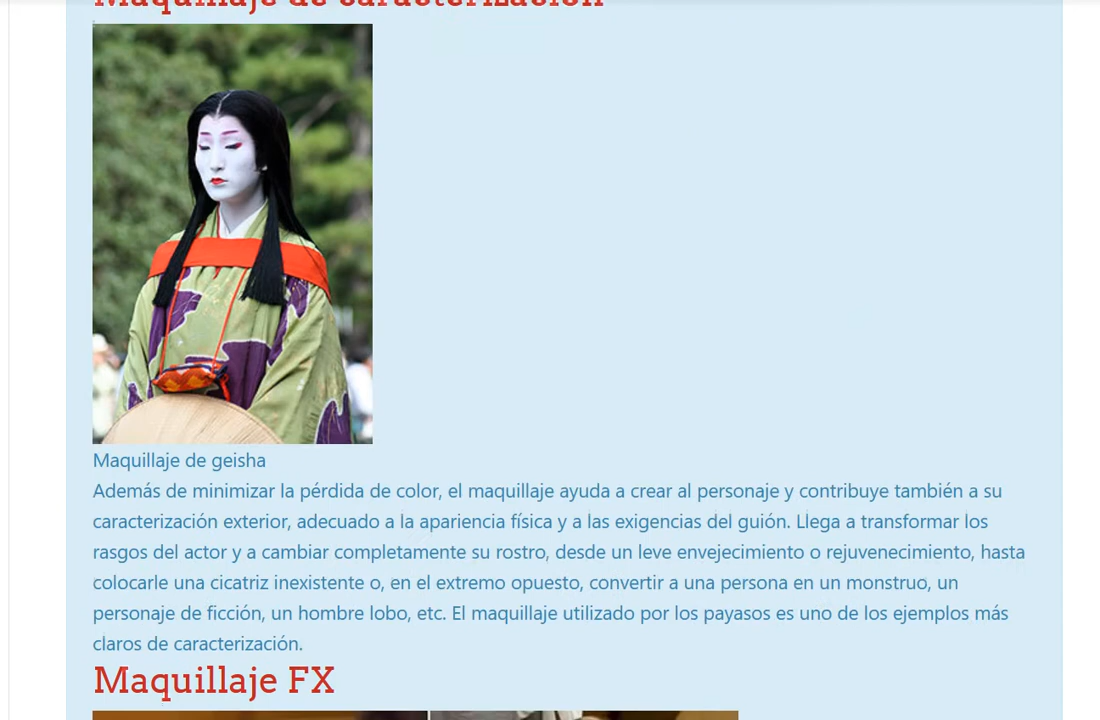 Maquillaje de caracterización
Maquillaje de geisha
Además de minimizar la pérdida de color, el maquillaje ayuda a crear al personaje y contribuye también a su
caracterización exterior, adecuado a la apariencia física y a las exigencias del guión. Llega a transformar los
rasgos del actor y a cambiar completamente su rostro, desde un leve envejecimiento o rejuvenecimiento, hasta
colocarle una cicatriz inexistente o, en el extremo opuesto, convertir a una persona en un monstruo, un
personaje de ficción, un hombre lobo, etc. El maquillaje utilizado por los payasos es uno de los ejemplos más
claros de caracterización.
Maquillaje FX